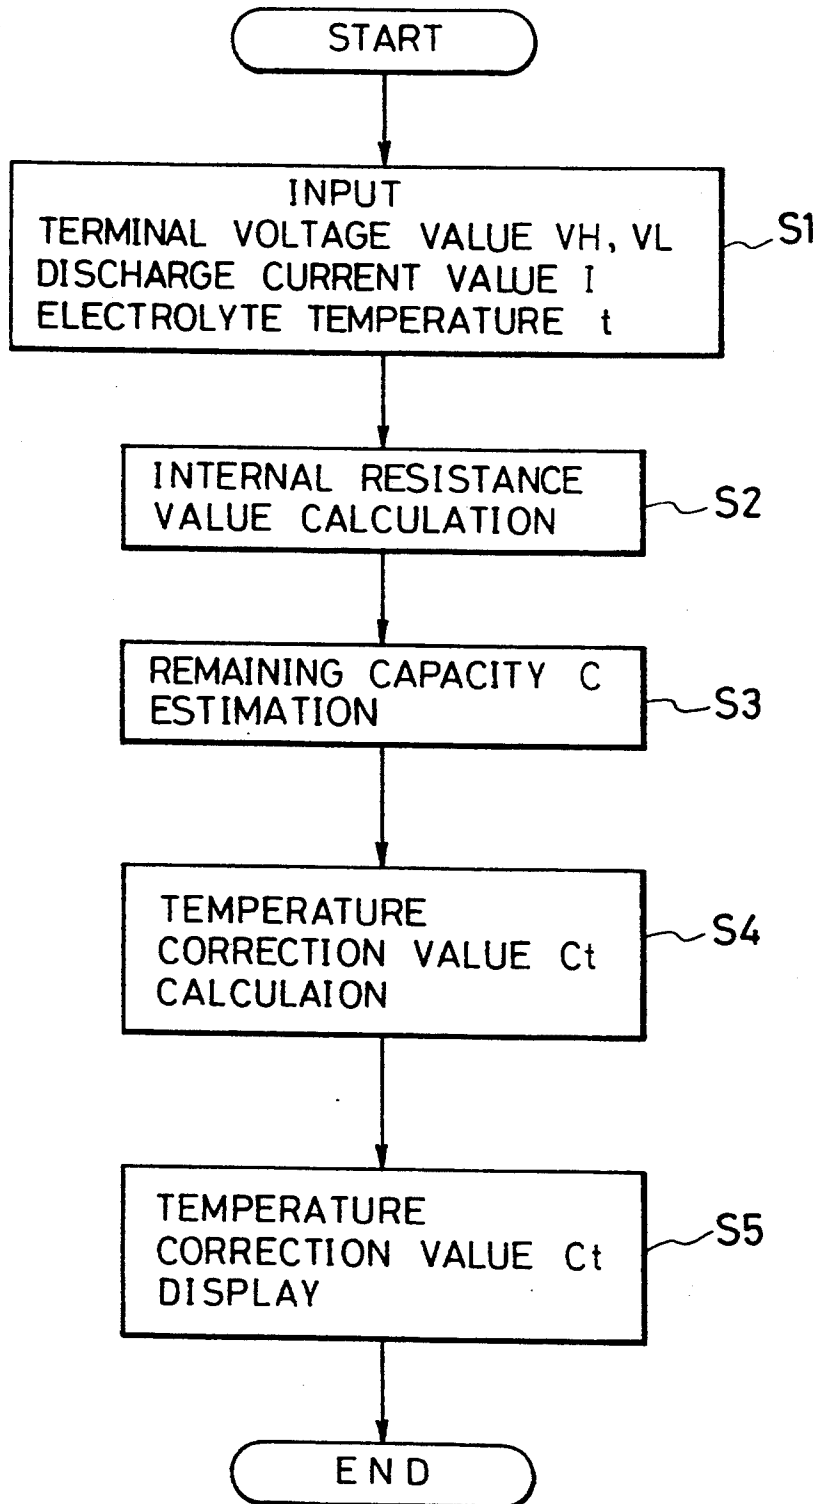 START
INPUT
TERMINAL VOLTAGE VALUE VH, VL
DISCHARGE CURRENT VALUE I
ELECTROLYTE TEMPERATURE t
S1
INTERNAL RESISTANCE
VALUE CALCULATION
S2
REMAINING CAPACITY C
ESTIMATION
S3
TEMPERATURE
CORRECTION VALUE Ct
CALCULAION
S4
TEMPERATURE
CORRECTION VALUE Ct
DISPLAY
S5
END